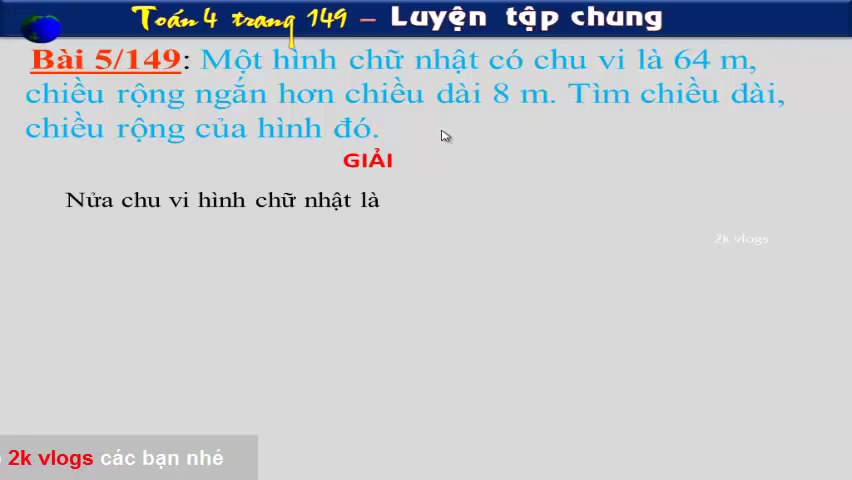 Toán 4 trang 149 – Luyện tập chung
Bài 5/149: Một hình chữ nhật có chu vi là 64 m,
chiều rộng ngắn hơn chiều dài 8 m. Tìm chiều dài,
chiều rộng của hình đó.
GIẢI
Nửa chu vi hình chữ nhật là
2k vlogs
2k vlogs các bạn nhé